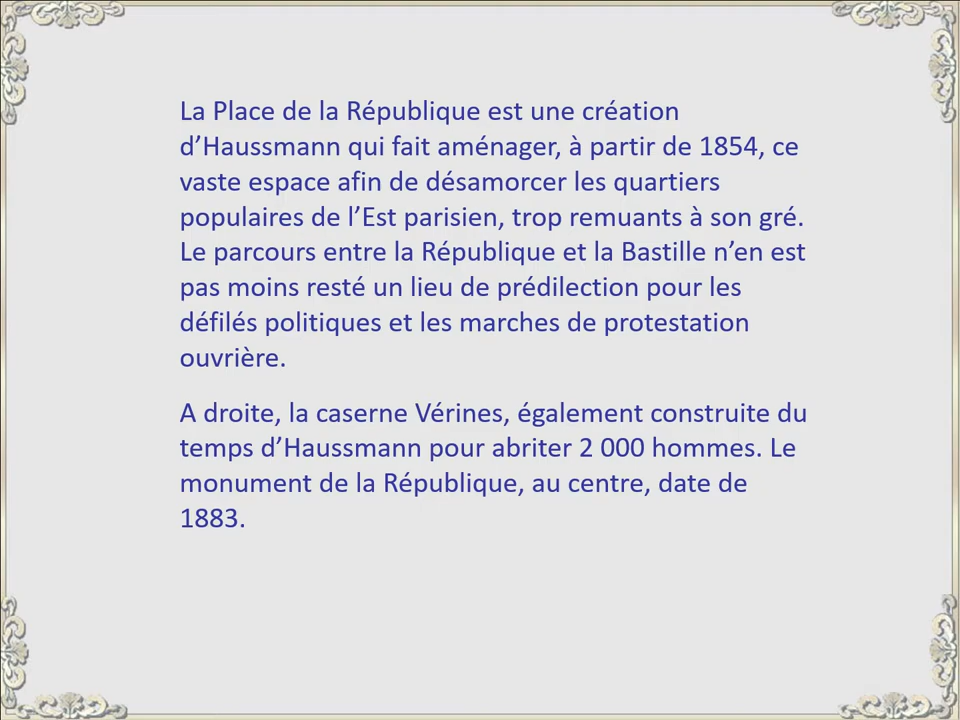 La Place de la République est une création
d’Haussmann qui fait aménager, à partir de 1854, ce
vaste espace afin de désamorcer les quartiers
populaires de l’Est parisien, trop remuants à son gré.
Le parcours entre la République et la Bastille n’en est
pas moins resté un lieu de prédilection pour les
défilés politiques et les marches de protestation
ouvrière.
A droite, la caserne Vérines, également construite du
temps d’Haussmann pour abriter 2 000 hommes. Le
monument de la République, au centre, date de
1883.